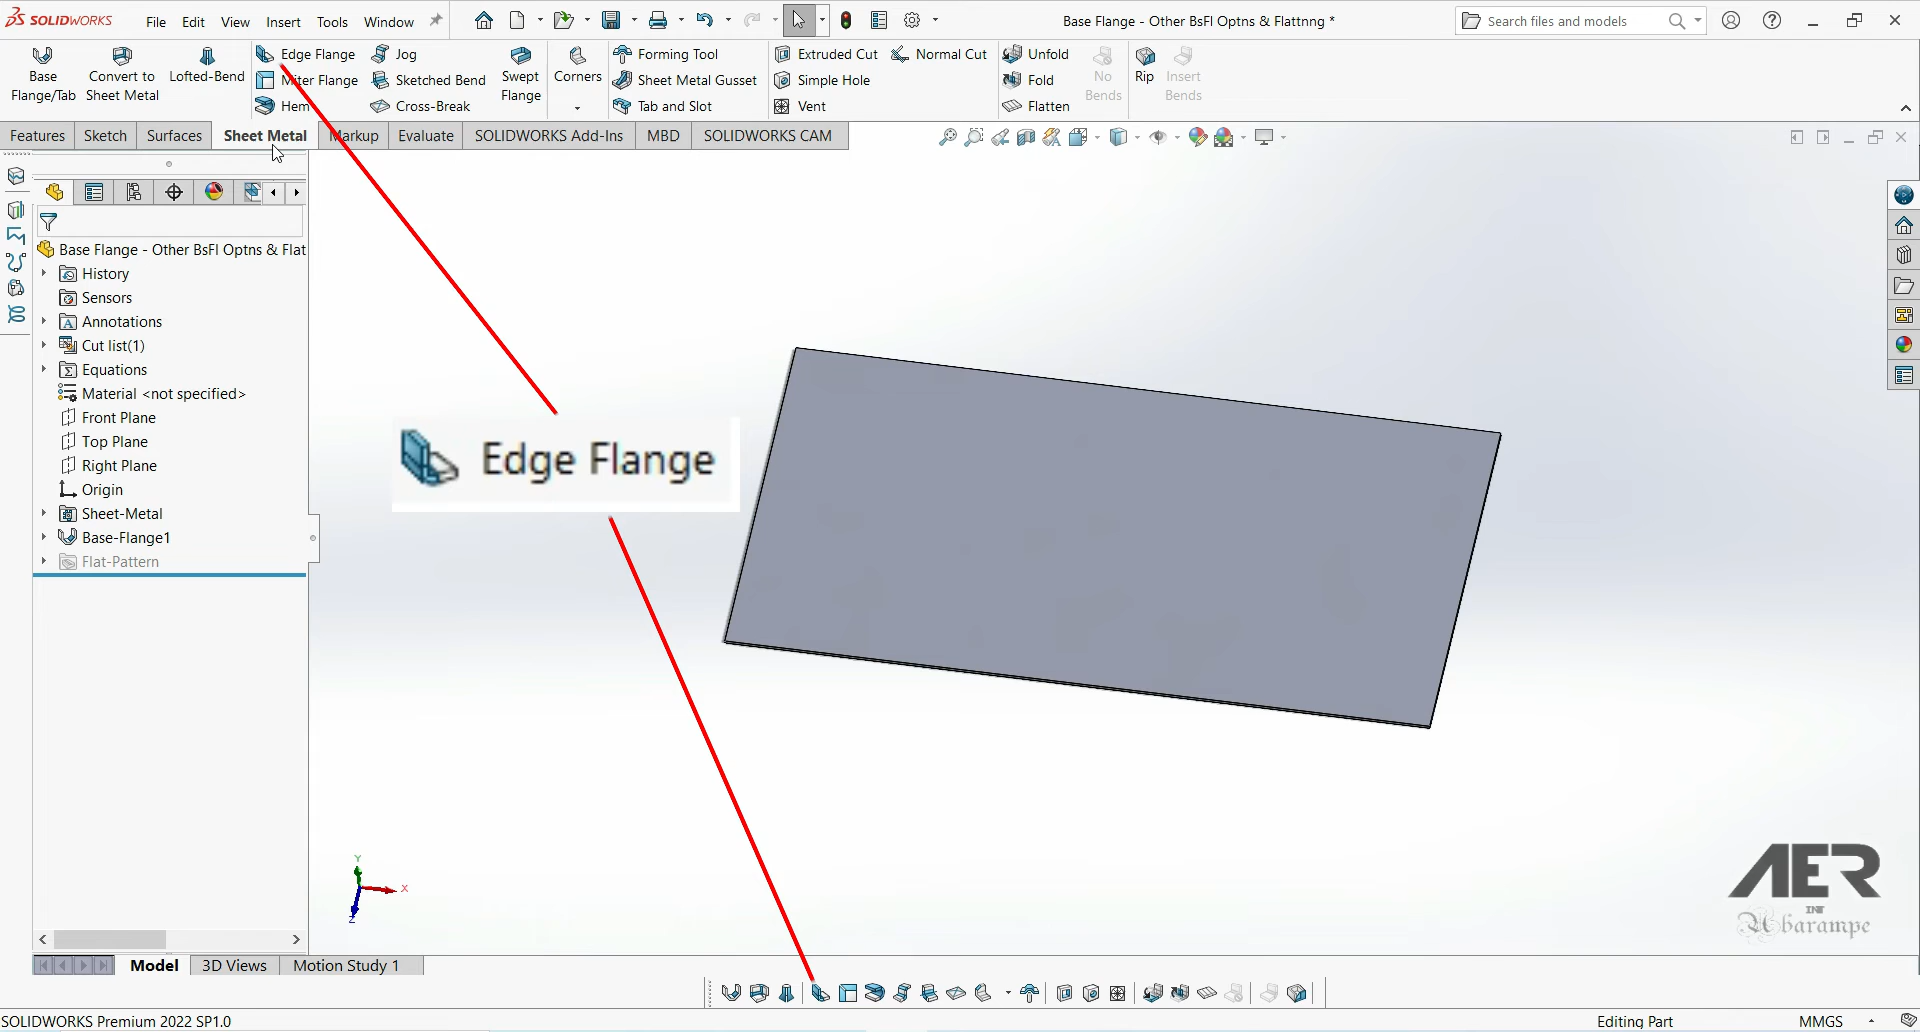 SOLIDWORKS File Edit View Insert Tools Window Base Flange - Other BsFl Optns & Flattnng * Search files and models
Base Flange/Tab
Convert to Sheet Metal
Lofted-Bend
Edge Flange
Miter Flange
Hem
Jog
Sketched Bend
Cross-Break
Swept Flange
Corners
Forming Tool
Sheet Metal Gusset
Tab and Slot
Extruded Cut
Simple Hole
Vent
Normal Cut
Unfold
Fold
Flatten
No Bends
Rip
Insert Bends
Features Sketch Surfaces Sheet Metal Markup Evaluate SOLIDWORKS Add-Ins MBD SOLIDWORKS CAM
Base Flange - Other BsFl Optns & Flat
History
Sensors
Annotations
Cut list(1)
Equations
Material <not specified>
Front Plane
Top Plane
Right Plane
Origin
Sheet-Metal
Base-Flange1
Flat-Pattern
Edge Flange
Y
X
Z
AER
INT
Abarampe
Model 3D Views Motion Study 1
SOLIDWORKS Premium 2022 SP1.0 Editing Part MMGS